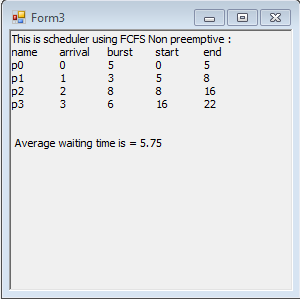 Form3
This is scheduler using FCFS Non preemptive :
name arrival burst start end
p0 0 5 0 5
p1 1 3 5 8
p2 2 8 8 16
p3 3 6 16 22
Average waiting time is = 5.75